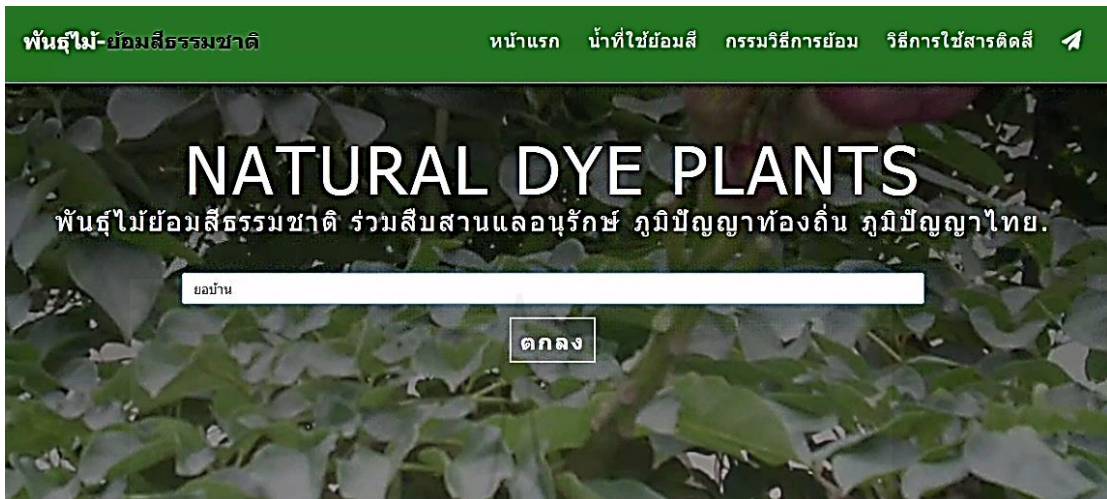 พันธุ์ไม้-ย้อมสีธรรมชาติ หน้าแรก น้ำที่ใช้ย้อมสี กรรมวิธีการย้อม วิธีการใช้สารติดสี
NATURAL DYE PLANTS
พันธุ์ไม้ย้อมสีธรรมชาติ ร่วมสืบสานแลอนุรักษ์ ภูมิปัญญาท้องถิ่น ภูมิปัญญาไทย.
ยอบ้าน
ตกลง